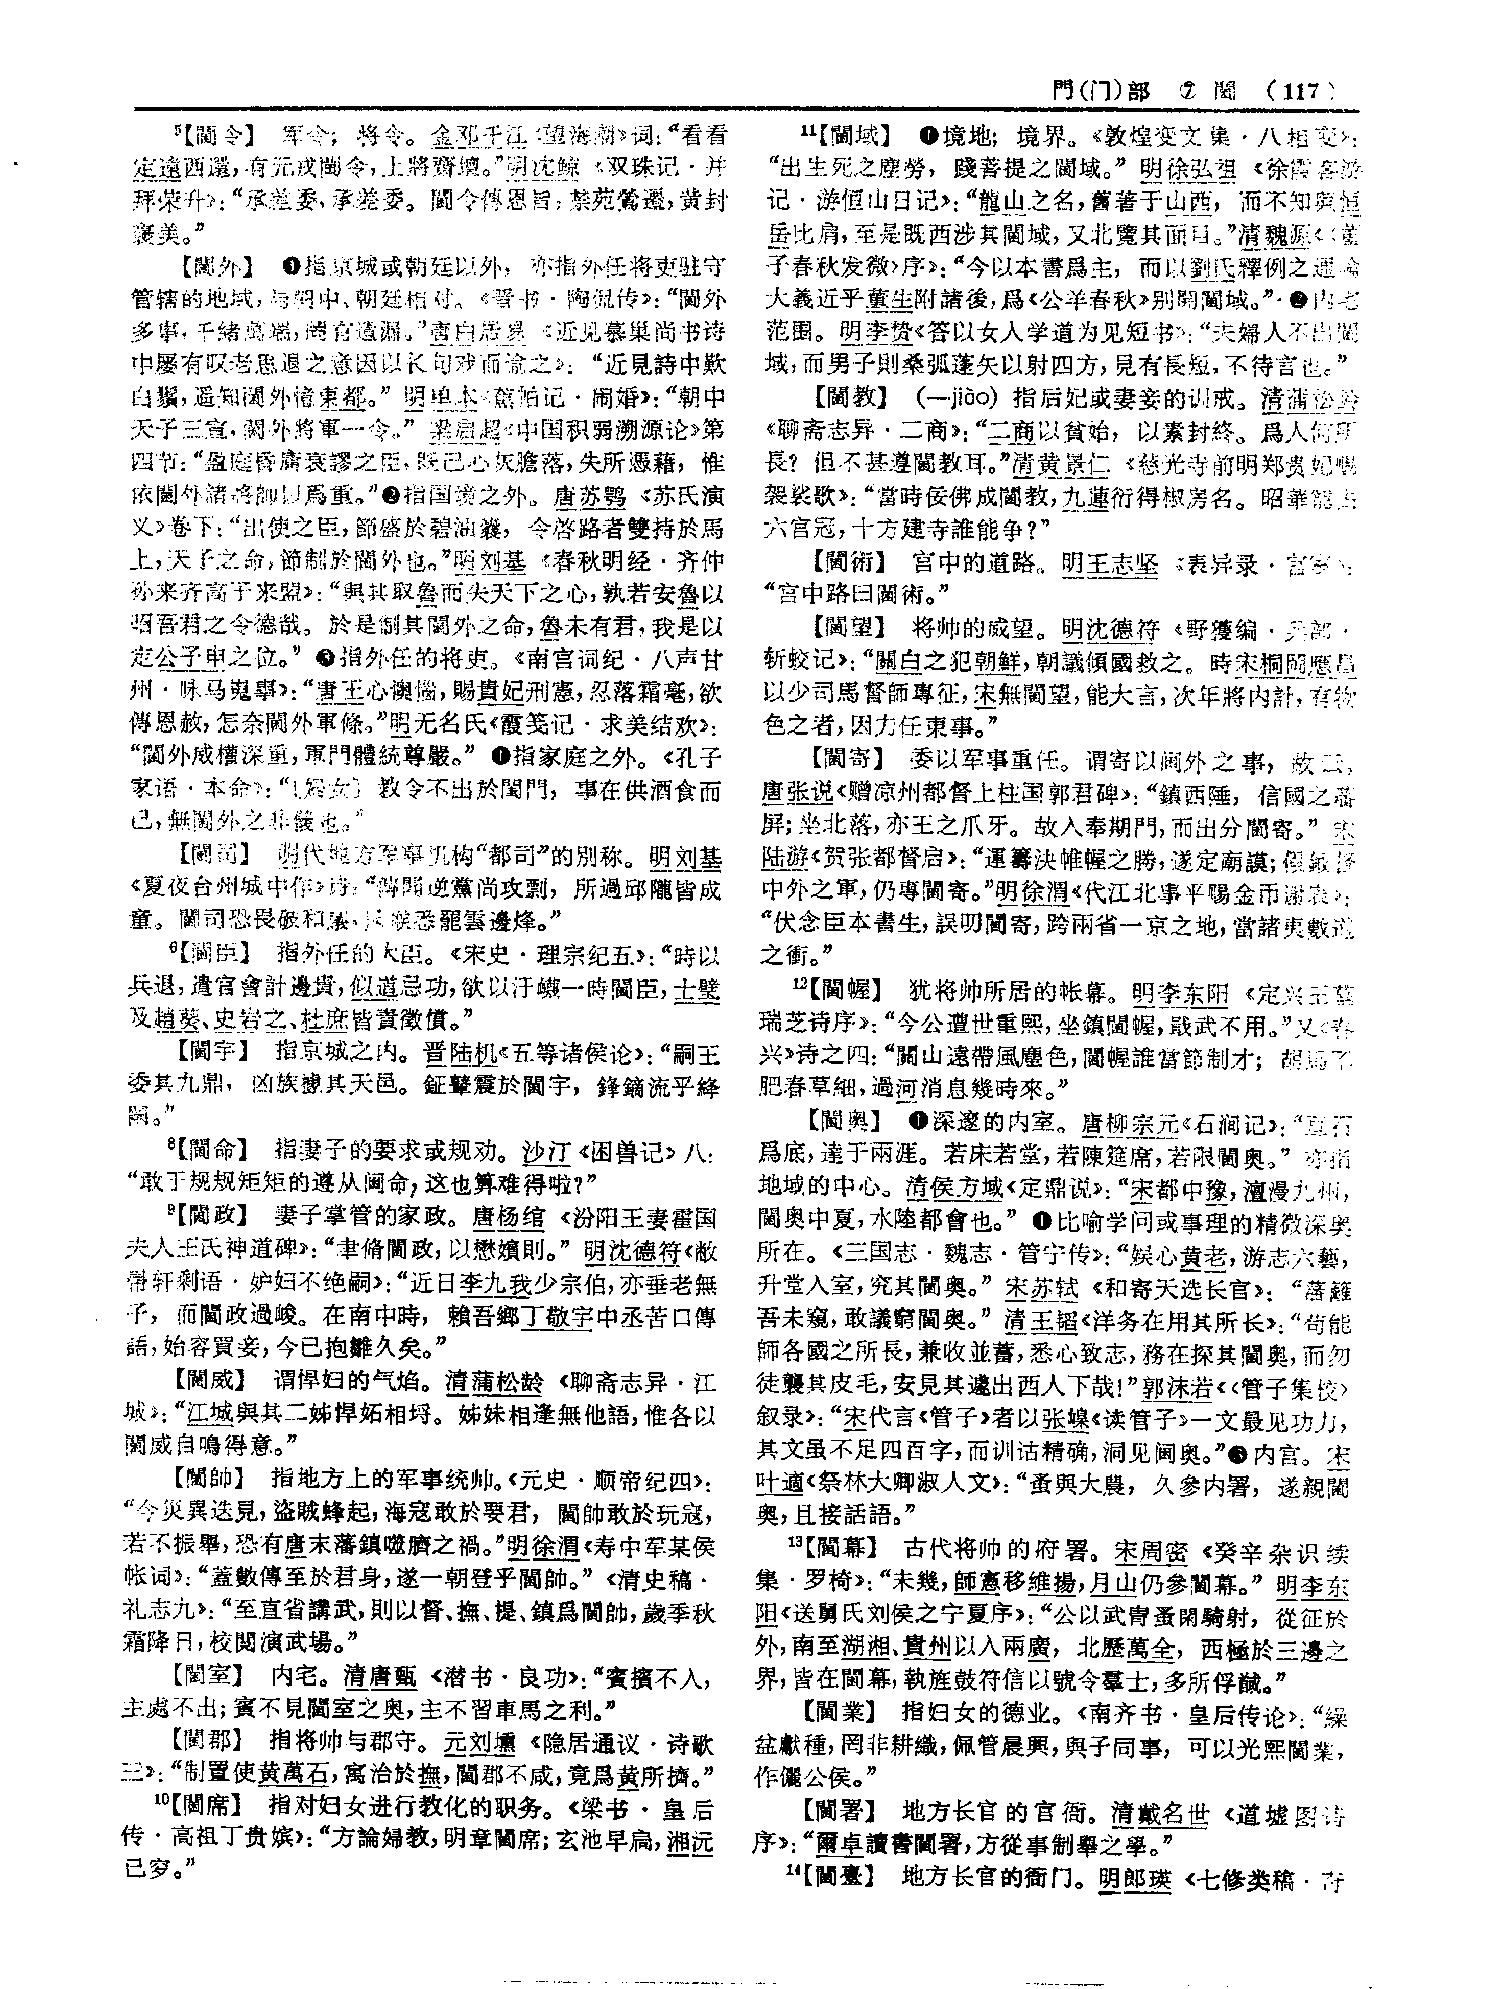 門(门)部 ⑦ 閫 (117)
⁵【閫令】 军令；将令。金邓千江《望海潮》词：“看看
定遠西還，有元戎閫令，上將齋壇。”明沈鲸《双珠记·并
拜荣升》：“承差委，承差委。閫令傳恩旨，禁苑鶯遷，黄封
褒美。”
【閫外】 ❶指京城或朝廷以外，亦指外任将吏驻守
管辖的地域，与朝中、朝廷相对。《晋书·陶侃传》：“閫外
多事，千緒萬端，罔有遺漏。”唐白居易《近见慕巢尚书诗
中屡有叹老思退之意因以长句戏而谕之》：“近見詩中歎
白鬚，遥知閫外憶東都。”明单本《蕉帕记·闹婚》：“朝中
天子三宣，閫外將軍一令。”梁启超《中国积弱溯源论》第
四节：“盈庭昏庸衰謬之臣，既已心灰膽落，失所憑藉，惟
依閫外諸將帥以爲重。”❷指国境之外。唐苏鹗《苏氏演
义》卷下：“出使之臣，節盛於碧油囊，令啓路者雙持於馬
上，天子之命，節制於閫外也。”明刘基《春秋明经·齐仲
孙来齐高子来盟》：“與其取魯而失天下之心，孰若安魯以
昭吾君之令德哉。於是制其閫外之命，魯未有君，我是以
定公子申之位。”❸指外任的将吏。《南宫词纪·八声甘
州·咏马嵬事》：“唐王心懊惱，賜貴妃刑憲，忍落霜毫，欲
傳恩赦，怎奈閫外軍條。”明无名氏《霞笺记·求美结欢》：
“閫外威權深重，軍門體統尊嚴。”❹指家庭之外。《孔子
家语·本命》：“〔婦女〕教令不出於閨門，事在供酒食而
已，無閫外之非儀也。”
【閫司】 明代地方军事机构“都司”的别称。明刘基
《夏夜台州城中作》诗：“傳聞逆黨尚攻剽，所過邱隴皆成
童。閫司恐畏破和議，斥堠悉罷雲邊烽。”
⁶【閫臣】 指外任的大臣。《宋史·理宗纪五》：“時以
兵退，遣官會計邊費，似道忌功，欲以汙衊一時閫臣，士璧
及趙葵、史岩之、杜庶皆責徵償。”
【閫宇】 指京城之内。晋陆机《五等诸侯论》：“嗣王
委其九鼎，凶族據其天邑。鉦鼙震於閫宇，鋒鏑流乎絳
闕。”
⁸【閫命】 指妻子的要求或规劝。沙汀《困兽记》八：
“敢于规规矩矩的遵从阃命，这也算难得啦？”
⁹【閫政】 妻子掌管的家政。唐杨绾《汾阳王妻霍国
夫人王氏神道碑》：“聿脩閫政，以懋嬪則。”明沈德符《敝
帚轩剩语·妒妇不绝嗣》：“近日李九我少宗伯，亦垂老無
子，而閫政過峻。在南中時，賴吾鄉丁敬宇中丞苦口傳
語，始容買妾，今已抱雛久矣。”
【閫威】 谓悍妇的气焰。清蒲松龄《聊斋志异·江
城》：“江城與其二姊悍妬相埒。姊妹相逢無他語，惟各以
閫威自鳴得意。”
【閫帥】 指地方上的军事统帅。《元史·顺帝纪四》：
“今災異迭見，盗賊蜂起，海寇敢於要君，閫帥敢於玩寇，
若不振舉，恐有唐末藩鎮噬臍之禍。”明徐渭《寿中军某侯
帐词》：“蓋數傳至於君身，遂一朝登乎閫帥。”《清史稿·
礼志九》：“至直省講武，則以督、撫、提、鎮爲閫帥，歲季秋
霜降日，校閱演武場。”
【閫室】 内宅。清唐甄《潜书·良功》：“賓擯不入，
主處不出；賓不見閫室之奥，主不習車馬之利。”
【閫郡】 指将帅与郡守。元刘壎《隐居通议·诗歌
三》：“制置使黄萬石，寓治於撫，閫郡不咸，竟爲黄所擠。”
¹⁰【閫席】 指对妇女进行教化的职务。《梁书·皇后
传·高祖丁贵嫔》：“方論婦教，明章閫席；玄池早扃，湘沅
已穸。”
¹¹【閫域】 ❶境地；境界。《敦煌变文集·八相变》：
“出生死之塵勞，踐菩提之閫域。”明徐弘祖《徐霞客游
记·游恒山日记》：“龍山之名，舊著于山西，而不知與恒
岳比肩，至是既西涉其閫域，又北覽其面目。”清魏源《〈董
子春秋发微〉序》：“今以本書爲主，而以劉氏釋例之通論
大義近乎董生附諸後，爲《公羊春秋》别開閫域。”❷内宅
范围。明李贽《答以女人学道为见短书》：“夫婦人不出閫
域，而男子則桑弧蓬矢以射四方，見有長短，不待言也。”
【閫教】 (—jiào) 指后妃或妻妾的训戒。清蒲松龄
《聊斋志异·二商》：“二商以貧始，以素封終。爲人何所
長？但不甚遵閫教耳。”清黄景仁《慈光寺前明郑贵妃赐
袈裟歌》：“當時佞佛成閫教，九蓮衍得椒房名。昭華寵占
六宫冠，十方建寺誰能争？”
【閫術】 宫中的道路。明王志坚《表异录·宫室》：
“宫中路曰閫術。”
【閫望】 将帅的威望。明沈德符《野獲编·兵部·
斩蛟记》：“關白之犯朝鮮，朝議傾國救之。時宋桐岡應昌
以少司馬督師專征，宋無閫望，能大言，次年將内計，有物
色之者，因力任東事。”
【閫寄】 委以军事重任。谓寄以阃外之事，故云。
唐张说《赠凉州都督上柱国郭君碑》：“鎮西陲，信國之藩
屏；坐北落，亦王之爪牙。故入奉期門，而出分閫寄。”宋
陆游《贺张都督启》：“運籌決帷幄之勝，遂定廟謨；假鉞督
中外之軍，仍專閫寄。”明徐渭《代江北事平赐金币谢表》：
“伏念臣本書生，誤叨閫寄，跨兩省一京之地，當諸夷數道
之衝。”
¹²【閫幄】 犹将帅所居的帐幕。明李东阳《定兴王墓
瑞芝诗序》：“今公遭世重熙，坐鎮閫幄，戢武不用。”又《春
兴》诗之四：“關山遠帶風塵色，閫幄誰當節制才；胡馬不
肥春草細，過河消息幾時來。”
【閫奥】 ❶深邃的内室。唐柳宗元《石涧记》：“亘石
爲底，達于兩涯。若床若堂，若陳筵席，若限閫奥。”亦指
地域的中心。清侯方域《定鼎说》：“宋都中豫，澶漫九州，
閫奥中夏，水陸都會也。”❷比喻学问或事理的精微深奥
所在。《三国志·魏志·管宁传》：“娱心黄老，游志六藝，
升堂入室，究其閫奥。”宋苏轼《和寄天选长官》：“藩籬
吾未窺，敢議窮閫奥。”清王韬《洋务在用其所长》：“苟能
師各國之所長，兼收並蓄，悉心致志，務在探其閫奥，而勿
徒襲其皮毛，安見其遽出西人下哉！”郭沫若《〈管子集校〉
叙录》：“宋代言《管子》者以张嵲《读管子》一文最见功力，
其文虽不足四百字，而训诂精确，洞见阃奥。”❸内宫。宋
叶適《祭林大卿淑人文》：“蚤與大農，久參内署，遂親閫
奥，且接話語。”
¹³【閫幕】 古代将帅的府署。宋周密《癸辛杂识续
集·罗椅》：“未幾，師憲移維揚，月山仍參閫幕。”明李东
阳《送舅氏刘侯之宁夏序》：“公以武胄蚤閑騎射，從征於
外，南至湖湘、貴州以入兩廣，北歷萬全，西極於三邊之
界，皆在閫幕，執旌鼓符信以號令羣士，多所俘馘。”
【閫業】 指妇女的德业。《南齐书·皇后传论》：“繰
盆獻種，罔非耕織，佩管晨興，與子同事，可以光熙閫業，
作儷公侯。”
【閫署】 地方长官的官衙。清戴名世《道墟图诗
序》：“爾卓讀書閫署，方從事制舉之學。”
¹⁴【閫臺】 地方长官的衙门。明郎瑛《七修类稿·奇